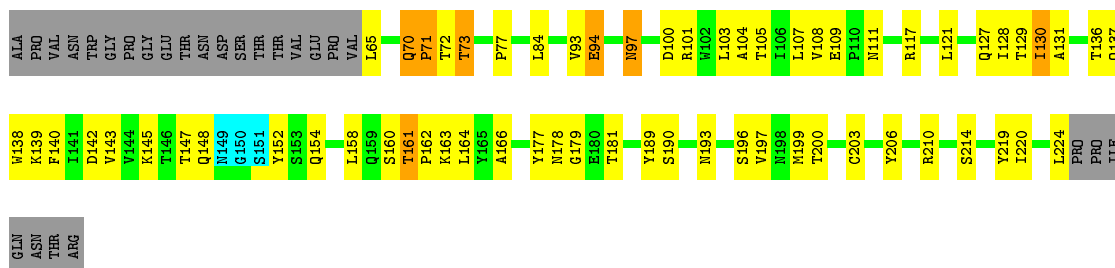 ALA PRO VAL ASN TRP GLY PRO GLY GLU THR ASN ASP SER THR THR VAL GLU PRO VAL L65 Q70 P71 T72 T73 P77 L84 V93 E94 N97 D100 R101 W102 L103 A104 T105 I106 L107 V108 E109 P110 N111 R117 L121 Q127 I128 T129 I130 A131 T136 Q137
W138 K139 F140 I141 D142 V143 V144 K145 T146 T147 Q148 N149 G150 S151 Y152 S153 Q154 L158 Q159 S160 T161 P162 K163 L164 Y165 A166 Y177 N178 G179 E180 T181 Y189 S190 N193 S196 V197 N198 M199 T200 C203 Y206 R210 S214 Y219 I220 L224 PRO PRO ILE
GLN ASN THR ARG